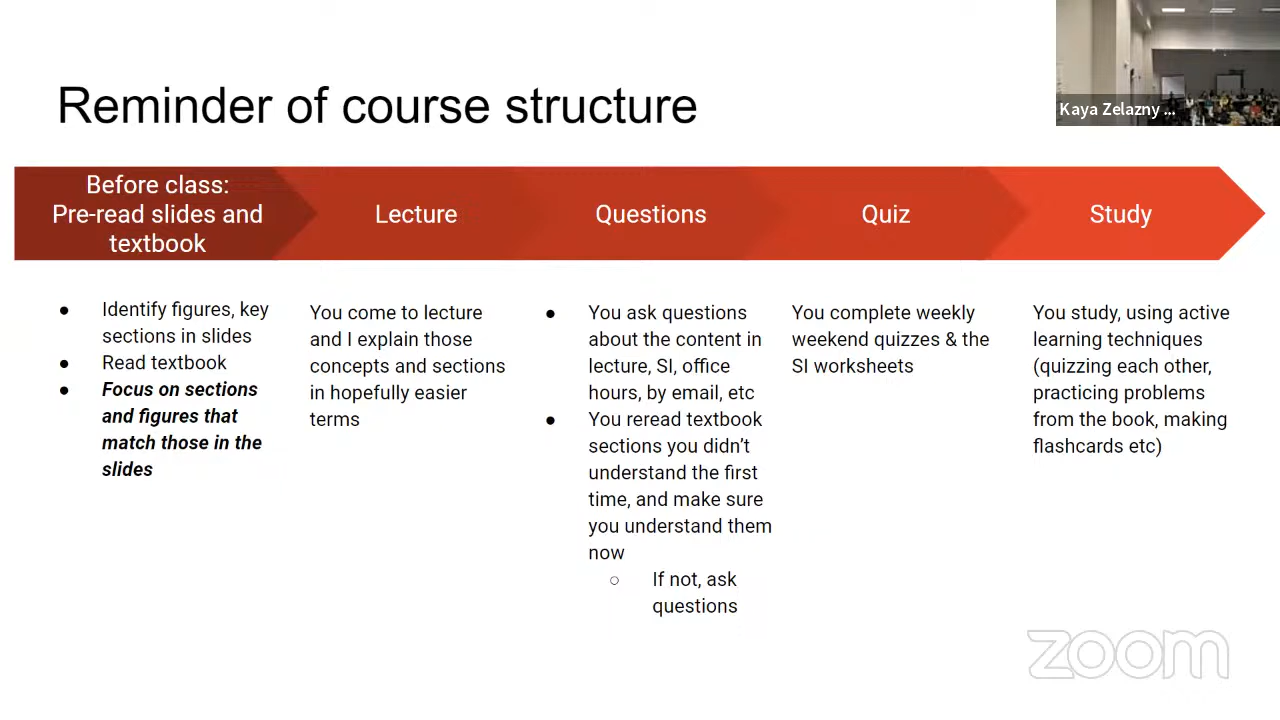 Reminder of course structure
Kaya Zelazny ...
Before class:
Pre-read slides and
textbook
Lecture
Questions
Quiz
Study
● Identify figures, key
sections in slides
● Read textbook
● Focus on sections
and figures that
match those in the
slides
You come to lecture
and I explain those
concepts and sections
in hopefully easier
terms
● You ask questions
about the content in
lecture, SI, office
hours, by email, etc
● You reread textbook
sections you didn’t
understand the first
time, and make sure
you understand them
now
○ If not, ask
questions
You complete weekly
weekend quizzes & the
SI worksheets
You study, using active
learning techniques
(quizzing each other,
practicing problems
from the book, making
flashcards etc)
zoom